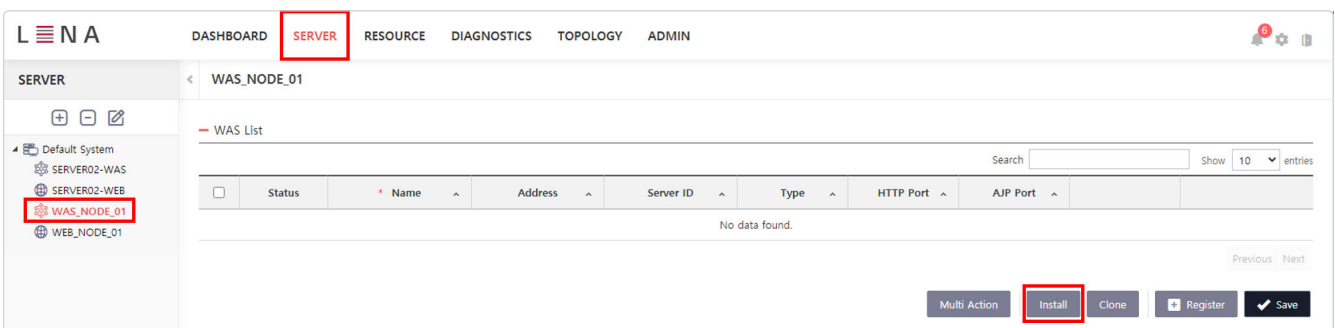 LENA DASHBOARD SERVER RESOURCE DIAGNOSTICS TOPOLOGY ADMIN 6
SERVER
WAS_NODE_01
Default System
SERVER02-WAS
SERVER02-WEB
WAS_NODE_01
WEB_NODE_01
WAS List
Search Show 10 entries
Status * Name Address Server ID Type HTTP Port AJP Port
No data found.
Previous Next
Multi Action Install Clone Register Save